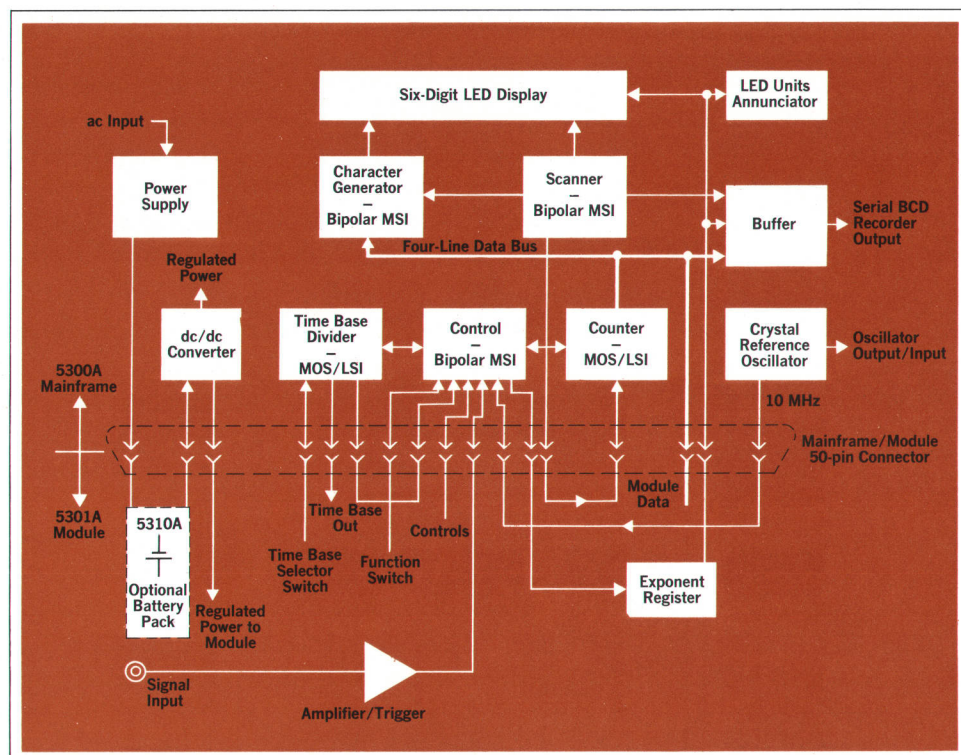 Six-Digit LED Display
LED Units
Annunciator
ac Input
Power
Supply
Character
Generator
–
Bipolar MSI
Scanner
–
Bipolar MSI
Buffer
Serial BCD
Recorder
Output
Four-Line Data Bus
Regulated
Power
dc/dc
Converter
Time Base
Divider
–
MOS/LSI
Control
–
Bipolar MSI
Counter
–
MOS/LSI
Crystal
Reference
Oscillator
Oscillator
Output/Input
5300A
Mainframe
10 MHz
Mainframe/Module
50-pin Connector
5301A
Module
5310A
Optional
Battery
Pack
Regulated
Power to
Module
Time Base
Out
Time Base
Selector
Switch
Function
Switch
Controls
Module
Data
Exponent
Register
Signal
Input
Amplifier/Trigger